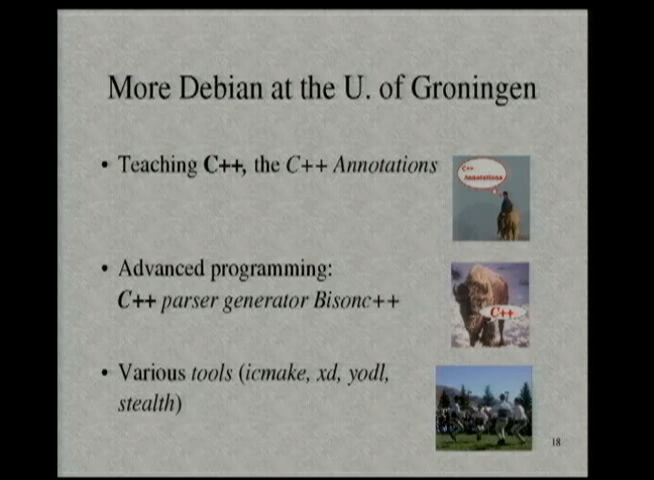 More Debian at the U. of Groningen
• Teaching C++, the C++ Annotations
C++
Annotations
• Advanced programming:
C++ parser generator Bisonc++
C++
• Various tools (icmake, xd, yodl,
stealth)
18